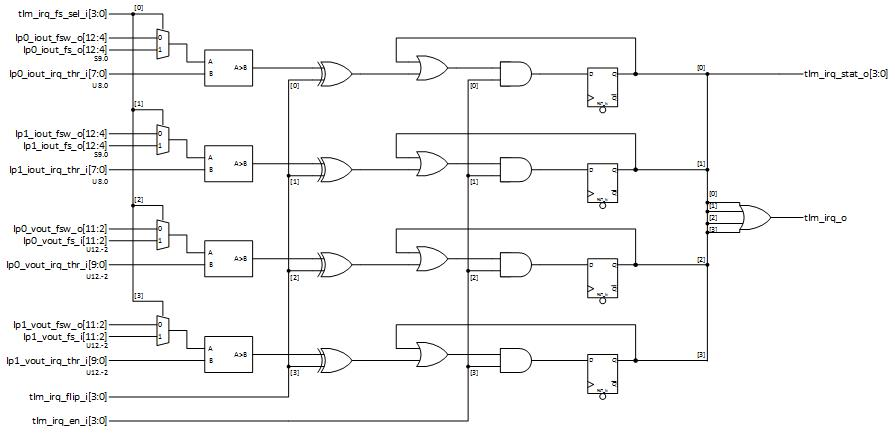 tlm_irq_fs_sel_i[3:0]
[0]
lp0_iout_fsw_o[12:4]
0
lp0_iout_fs_o[12:4]
1
S9.0
A
A>B
lp0_iout_irq_thr_i[7:0]
B
U8.0
[0]
[0]
D
Q
[0]
tlm_irq_stat_o[3:0]
[1]
lp1_iout_fsw_o[12:4]
0
lp1_iout_fs_o[12:4]
1
S9.0
A
A>B
lp1_iout_irq_thr_i[7:0]
B
U8.0
[1]
[1]
D
Q
[1]
[2]
[0]
[1]
[2]
[3]
tlm_irq_o
lp0_vout_fsw_o[11:2]
0
lp0_vout_fs_i[11:2]
1
U12.-2
A
A>B
lp0_vout_irq_thr_i[9:0]
B
U12.-2
[2]
[2]
D
Q
[2]
[3]
lp1_vout_fsw_o[11:2]
0
lp1_vout_fs_i[11:2]
1
U12.-2
A
A>B
lp1_vout_irq_thr_i[9:0]
B
U12.-2
[3]
[3]
D
Q
[3]
tlm_irq_flip_i[3:0]
tlm_irq_en_i[3:0]